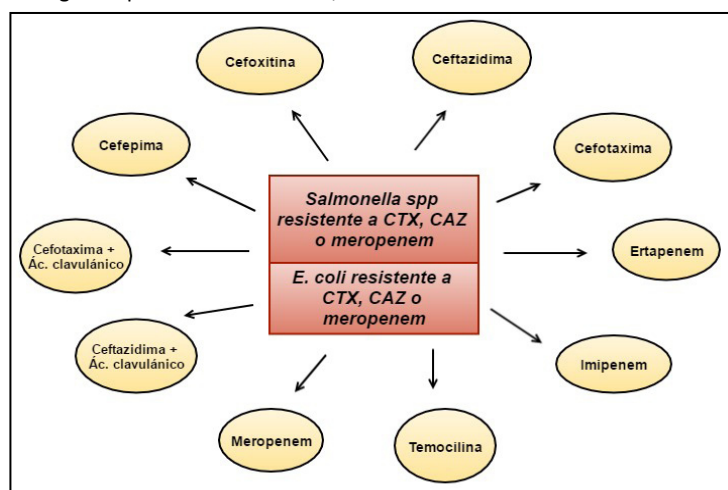 Cefoxitina
Ceftazidima
Cefepima
Cefotaxima
Salmonella spp
resistente a CTX, CAZ
o meropenem
Cefotaxima +
Ác. clavulánico
Ertapenem
E. coli resistente a
CTX, CAZ o
meropenem
Ceftazidima +
Ác. clavulánico
Imipenem
Meropenem
Temocilina